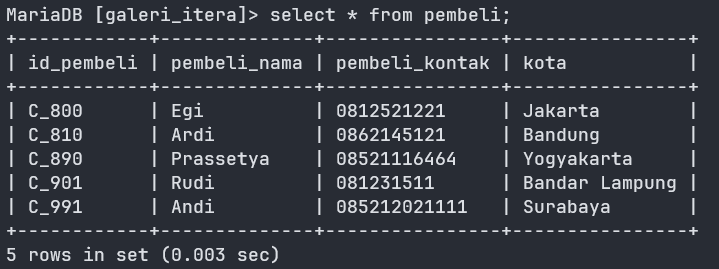 MariaDB [galeri_itera]> select * from pembeli;
+------------+--------------+----------------+----------------+
| id_pembeli | pembeli_nama | pembeli_kontak | kota           |
+------------+--------------+----------------+----------------+
| C_800      | Egi          | 0812521221     | Jakarta        |
| C_810      | Ardi         | 0862145121     | Bandung        |
| C_890      | Prassetya    | 08521116464    | Yogyakarta     |
| C_901      | Rudi         | 081231511      | Bandar Lampung |
| C_991      | Andi         | 085212021111   | Surabaya       |
+------------+--------------+----------------+----------------+
5 rows in set (0.003 sec)